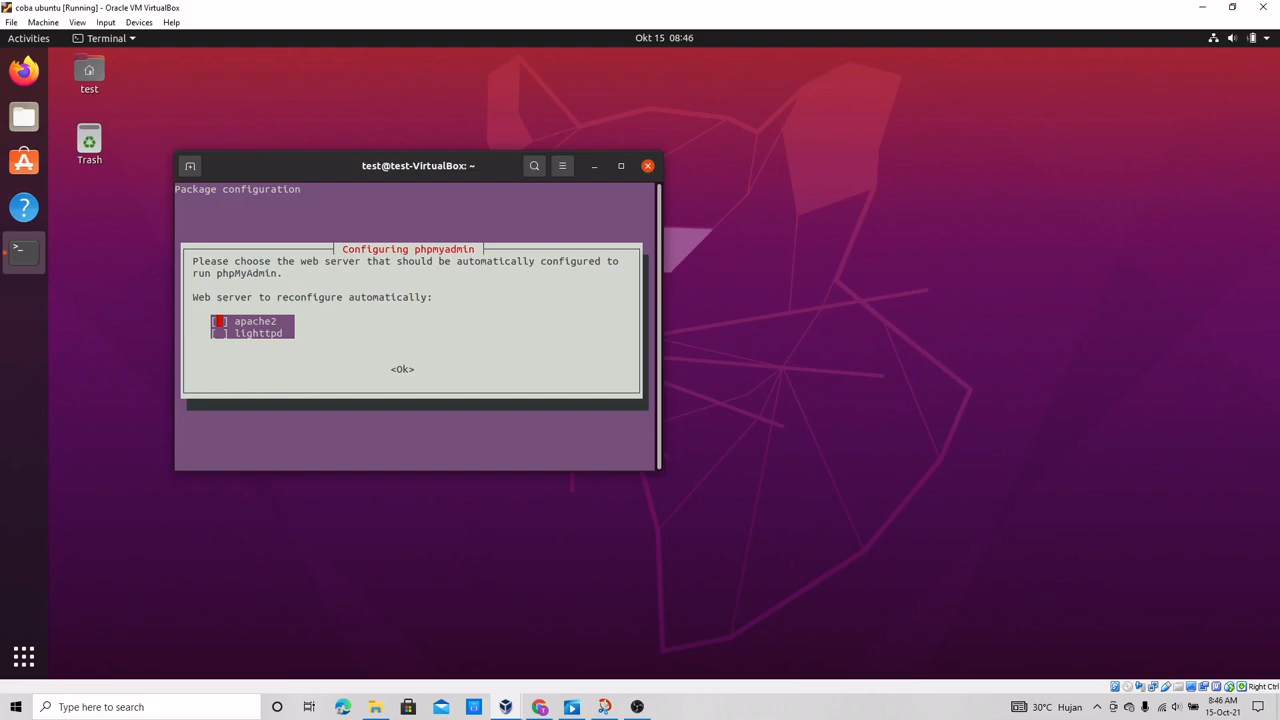 coba ubuntu [Running] - Oracle VM VirtualBox
File Machine View Input Devices Help
Activities Terminal Okt 15 08:46
test
Trash
test@test-VirtualBox: ~
Package configuration
Configuring phpmyadmin
Please choose the web server that should be automatically configured to
run phpMyAdmin.
Web server to reconfigure automatically:
[ ] apache2
[ ] lighttpd
<Ok>
Right Ctrl
Type here to search
30°C Hujan
8:46 AM
15-Oct-21